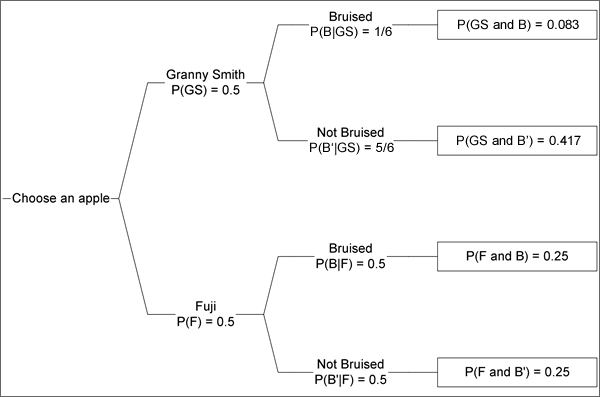 Bruised
P(B|GS) = 1/6
P(GS and B) = 0.083
Granny Smith
P(GS) = 0.5
Not Bruised
P(B'|GS) = 5/6
P(GS and B’) = 0.417
Choose an apple
Bruised
P(B|F) = 0.5
P(F and B) = 0.25
Fuji
P(F) = 0.5
Not Bruised
P(B'|F) = 0.5
P(F and B') = 0.25